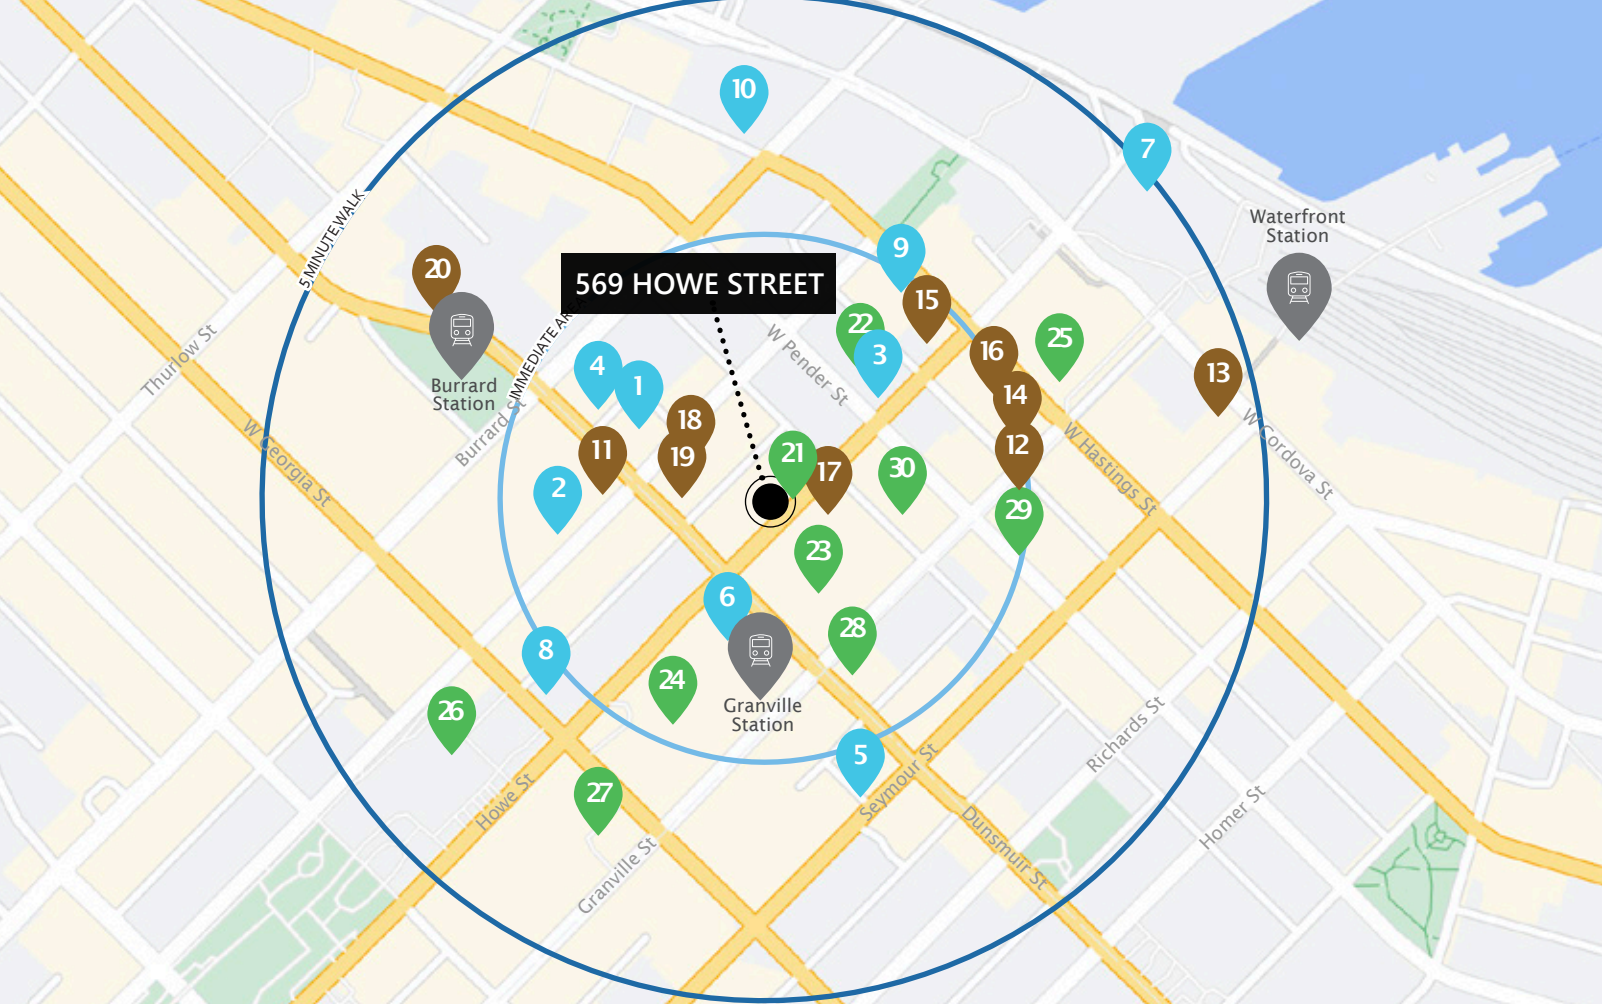 10
7
Waterfront
Station
5 MINUTE WALK
20
9
569 HOWE STREET
IMMEDIATE AREA
15
22
3
16
25
W Pender St
Thurlow St
4
1
14
13
Burrard
Station
Burrard St
18
11
19
21
17
30
12
W Hastings St
W Cordova St
W Georgia St
2
29
23
6
28
8
24
26
Granville
Station
5
Seymour St
Richards St
27
Howe St
Granville St
Dunsmuir St
Homer St